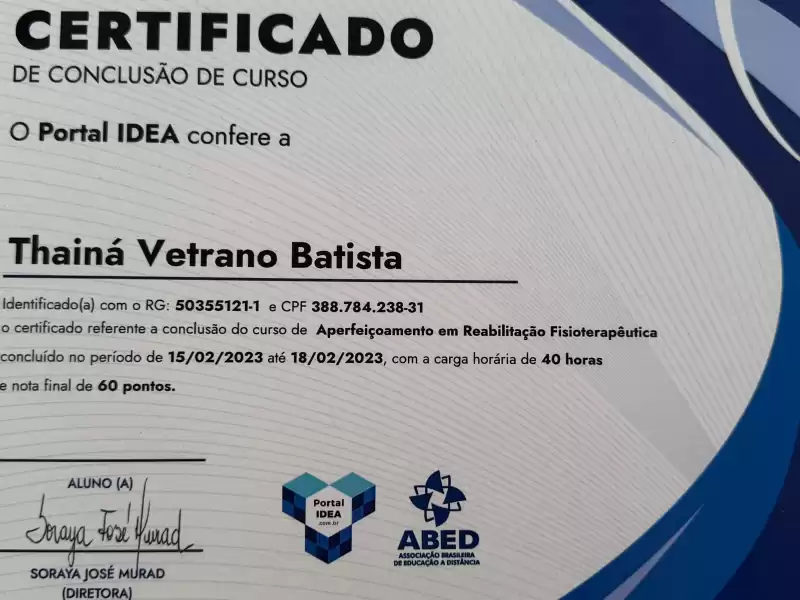 CERTIFICADO
DE CONCLUSÃO DE CURSO
O Portal IDEA confere a
Thainá Vetrano Batista
Identificado(a) com o RG: 50355121-1 e CPF 388.784.238-31
o certificado referente a conclusão do curso de Aperfeiçoamento em Reabilitação Fisioterapêutica
concluído no período de 15/02/2023 até 18/02/2023, com a carga horária de 40 horas
e nota final de 60 pontos.
ALUNO (A)
Soraya José Murad
SORAYA JOSÉ MURAD
(DIRETORA)
Portal
IDEA
.com.br
ABED
ASSOCIAÇÃO BRASILEIRA
DE EDUCAÇÃO A DISTÂNCIA